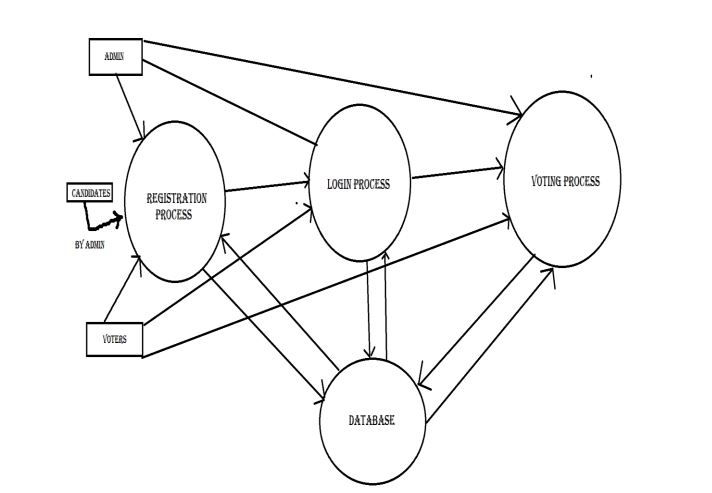 ADMIN
CANDIDATES
BY ADMIN
VOTERS
REGISTRATION
PROCESS
LOGIN PROCESS
VOTING PROCESS
DATABASE